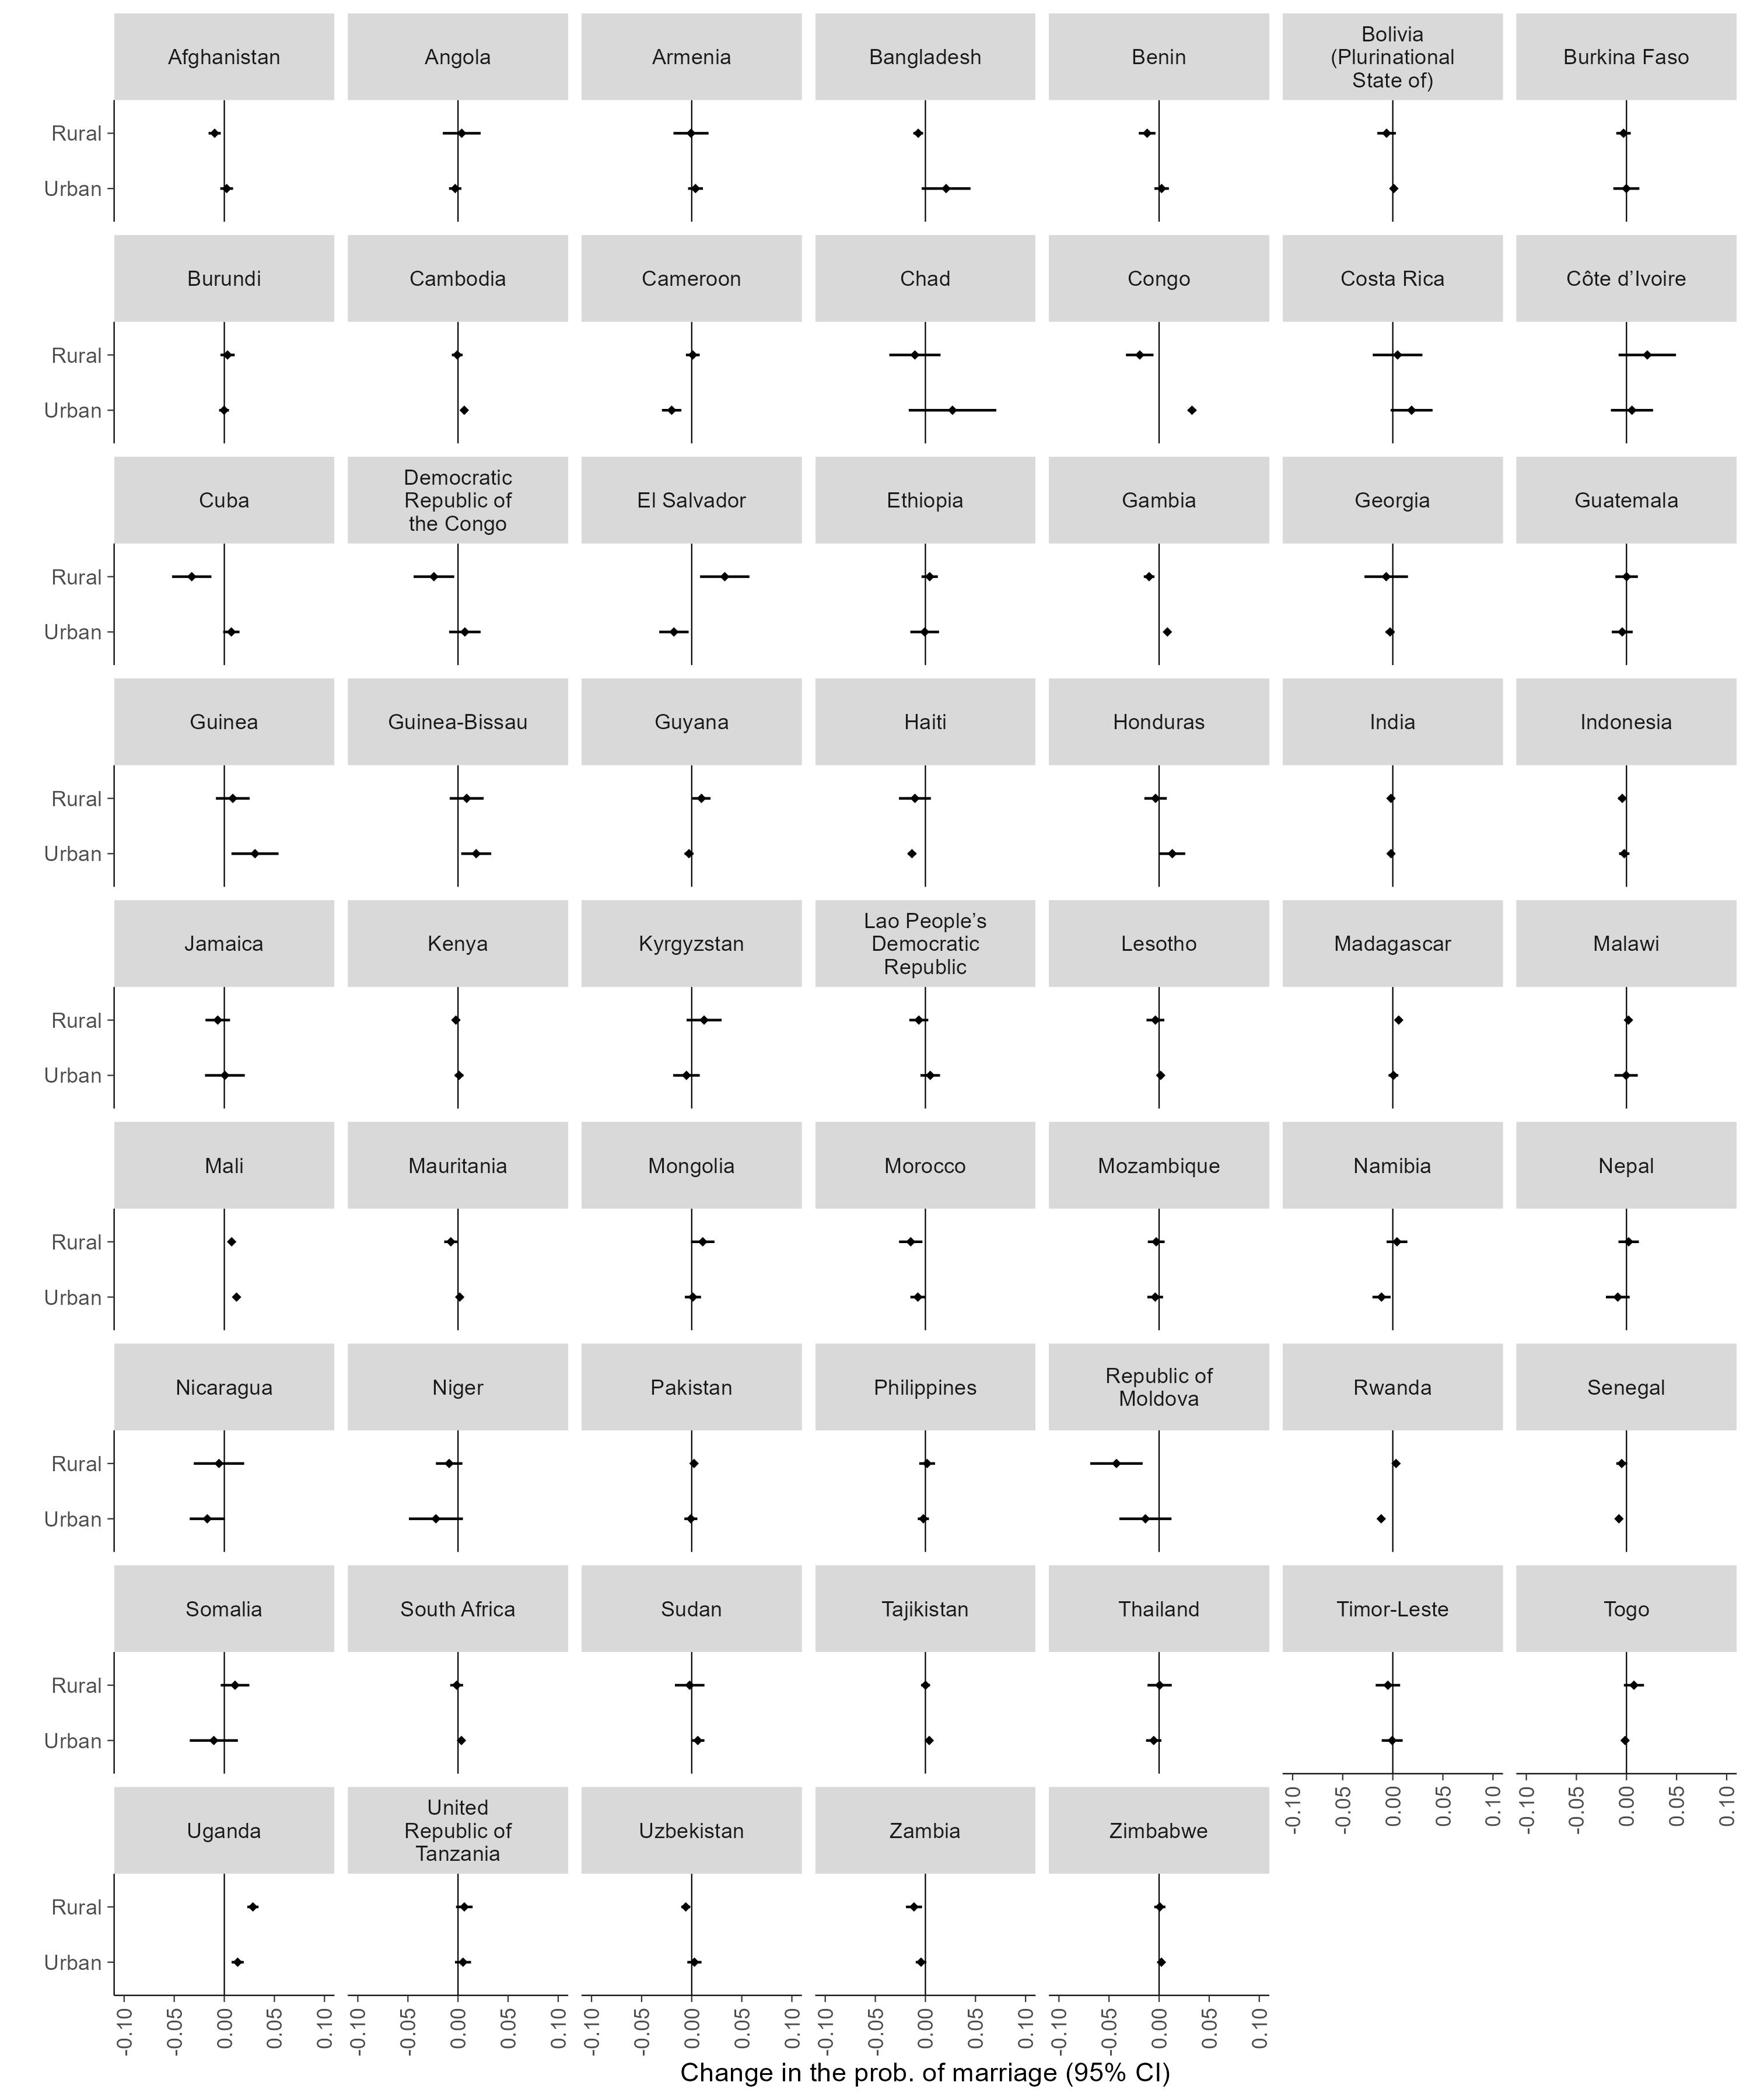 Afghanistan
Angola
Armenia
Bangladesh
Benin
Bolivia
(Plurinational
State of)
Burkina Faso
Rural
Urban
Burundi
Cambodia
Cameroon
Chad
Congo
Costa Rica
Côte d’Ivoire
Rural
Urban
Cuba
Democratic
Republic of
the Congo
El Salvador
Ethiopia
Gambia
Georgia
Guatemala
Rural
Urban
Guinea
Guinea-Bissau
Guyana
Haiti
Honduras
India
Indonesia
Rural
Urban
Jamaica
Kenya
Kyrgyzstan
Lao People’s
Democratic
Republic
Lesotho
Madagascar
Malawi
Rural
Urban
Mali
Mauritania
Mongolia
Morocco
Mozambique
Namibia
Nepal
Rural
Urban
Nicaragua
Niger
Pakistan
Philippines
Republic of
Moldova
Rwanda
Senegal
Rural
Urban
Somalia
South Africa
Sudan
Tajikistan
Thailand
Timor-Leste
Togo
Rural
Urban
-0.10 -0.05 0.00 0.05 0.10
-0.10 -0.05 0.00 0.05 0.10
Uganda
United
Republic of
Tanzania
Uzbekistan
Zambia
Zimbabwe
Rural
Urban
-0.10 -0.05 0.00 0.05 0.10
-0.10 -0.05 0.00 0.05 0.10
-0.10 -0.05 0.00 0.05 0.10
-0.10 -0.05 0.00 0.05 0.10
-0.10 -0.05 0.00 0.05 0.10
Change in the prob. of marriage (95% CI)